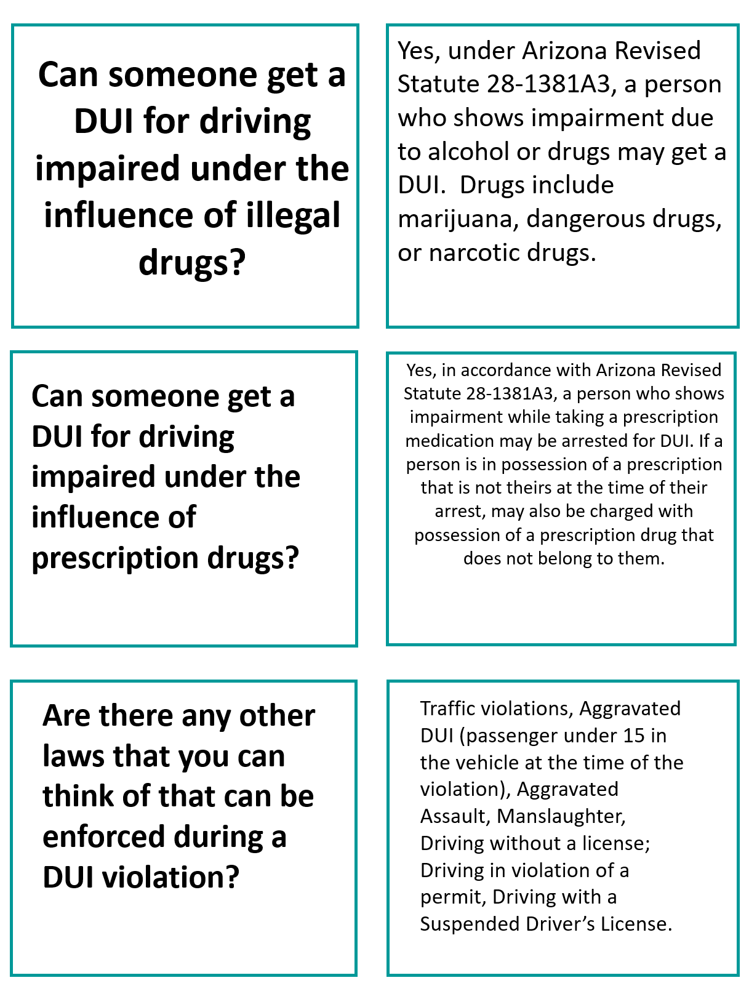 Can someone get a
DUI for driving
impaired under the
influence of illegal
drugs?
Yes, under Arizona Revised
Statute 28-1381A3, a person
who shows impairment due
to alcohol or drugs may get a
DUI.  Drugs include
marijuana, dangerous drugs,
or narcotic drugs.
Can someone get a
DUI for driving
impaired under the
influence of
prescription drugs?
Yes, in accordance with Arizona Revised
Statute 28-1381A3, a person who shows
impairment while taking a prescription
medication may be arrested for DUI. If a
person is in possession of a prescription
that is not theirs at the time of their
arrest, may also be charged with
possession of a prescription drug that
does not belong to them.
Are there any other
laws that you can
think of that can be
enforced during a
DUI violation?
Traffic violations, Aggravated
DUI (passenger under 15 in
the vehicle at the time of the
violation), Aggravated
Assault, Manslaughter,
Driving without a license;
Driving in violation of a
permit, Driving with a
Suspended Driver’s License.